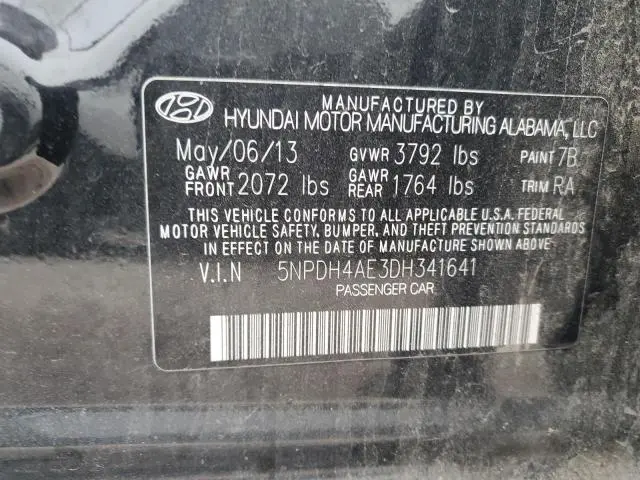 MANUFACTURED BY
HYUNDAI MOTOR MANUFACTURING ALABAMA, LLC
May/06/13 GVWR 3792 lbs PAINT 7B
GAWR FRONT 2072 lbs GAWR REAR 1764 lbs TRIM RA
THIS VEHICLE CONFORMS TO ALL APPLICABLE U.S.A. FEDERAL
MOTOR VEHICLE SAFETY, BUMPER, AND THEFT PREVENTION STANDARDS
IN EFFECT ON THE DATE OF MANUFACTURE SHOWN ABOVE.
V.I.N 5NPDH4AE3DH341641
PASSENGER CAR